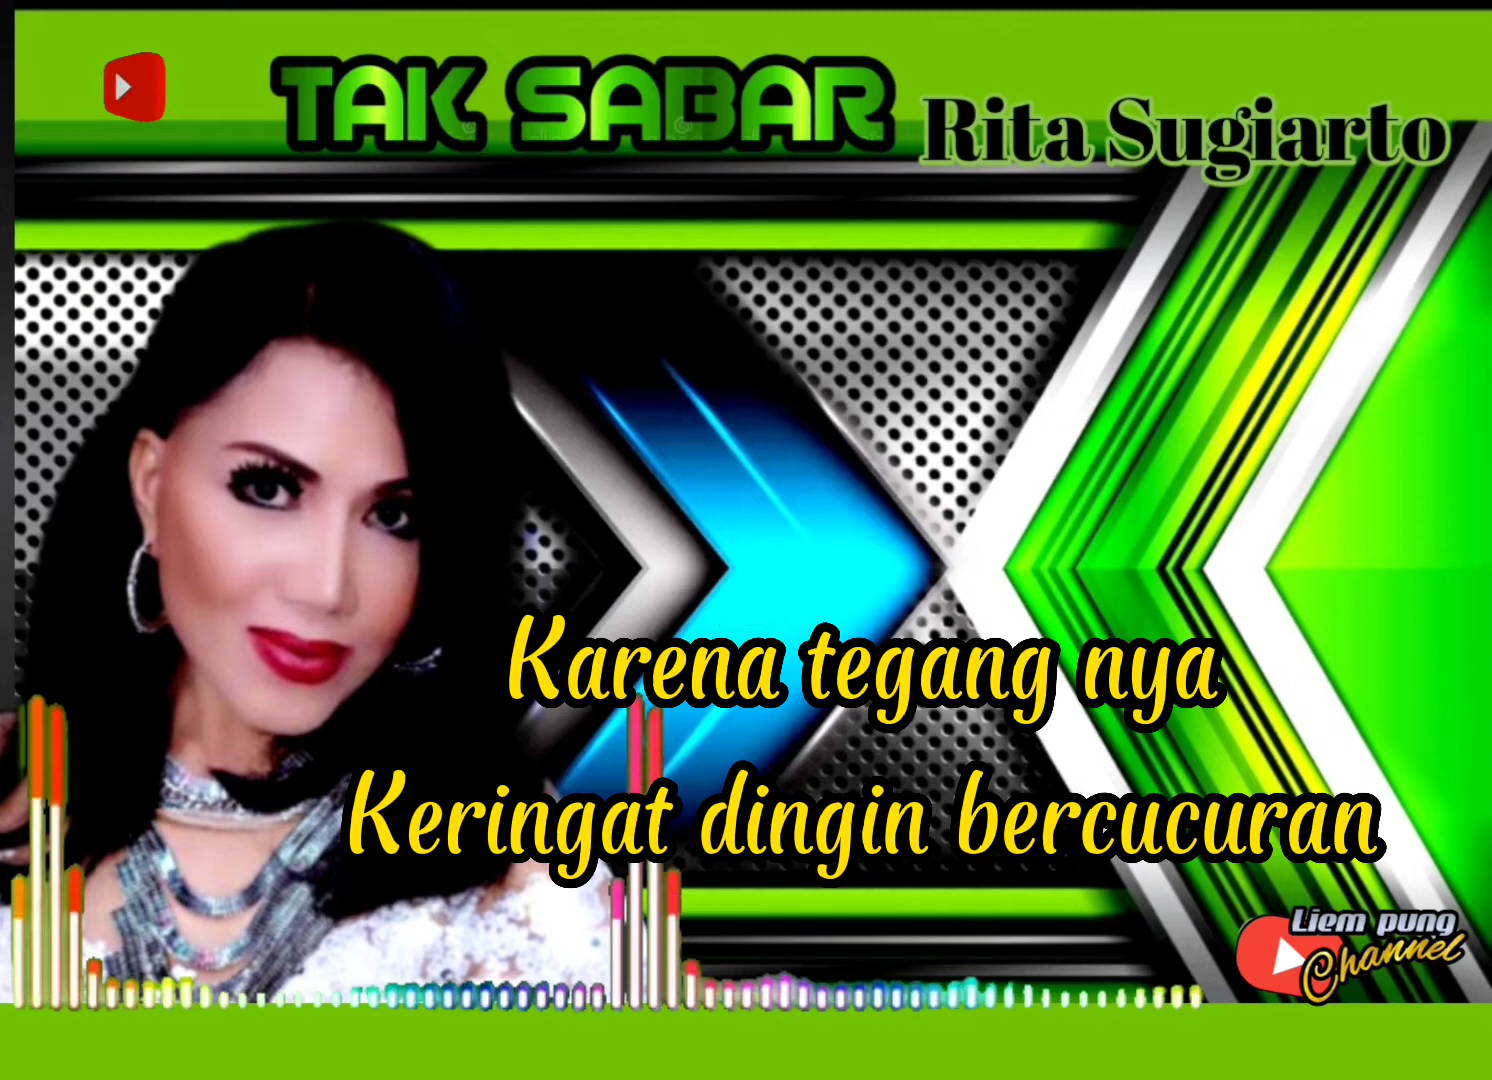 TAK SABAR
Rita Sugiarto
Karena tegang nya
Keringat dingin bercucuran
Liem pung
Channel